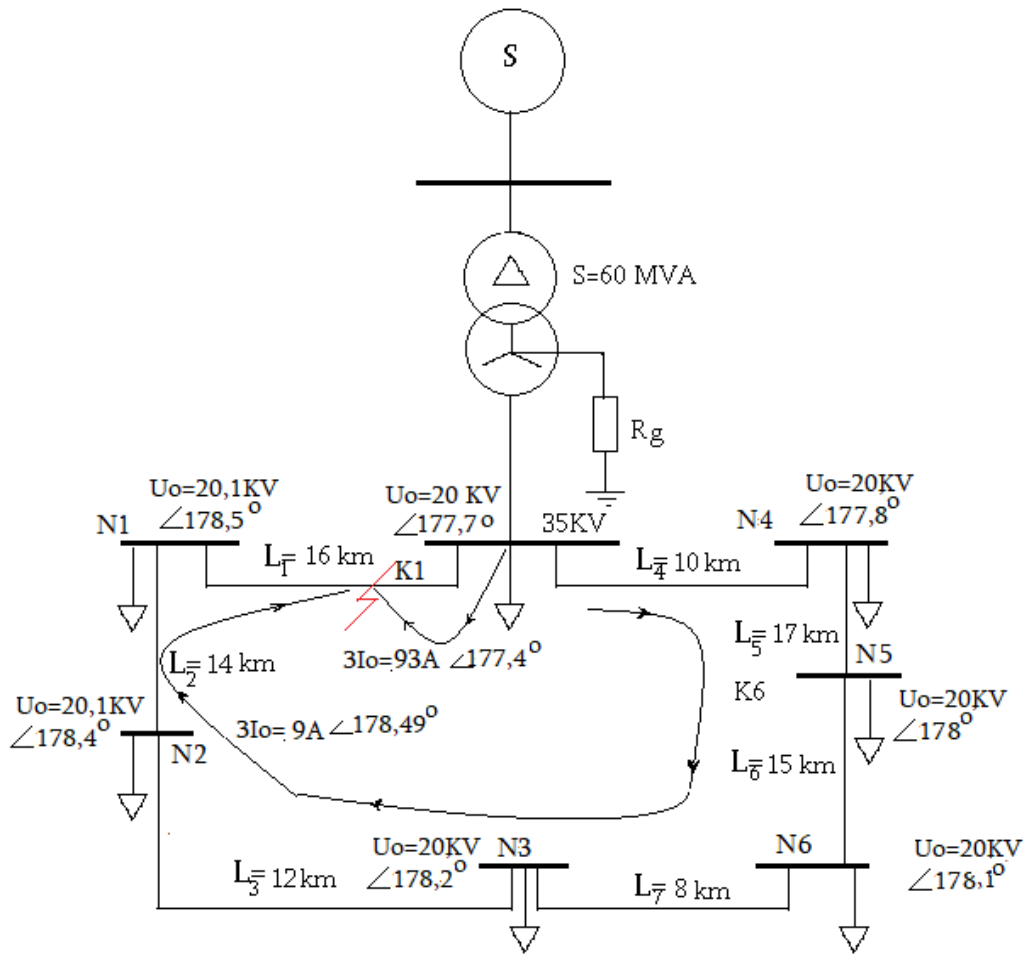 S
S=60 MVA
Rg
Uo=20,1KV
∠178,5°
N1
Uo=20 KV
∠177,7°
35KV
Uo=20KV
∠177,8°
N4
L1= 16 km
K1
L4= 10 km
3Io=93A ∠177,4°
L2= 14 km
L5= 17 km
N5
K6
Uo=20KV
∠178°
Uo=20,1KV
∠178,4°
N2
3Io= 9A ∠178,49°
L6= 15 km
Uo=20KV
∠178,2°
N3
N6
Uo=20KV
∠178,1°
L3= 12 km
L7= 8 km